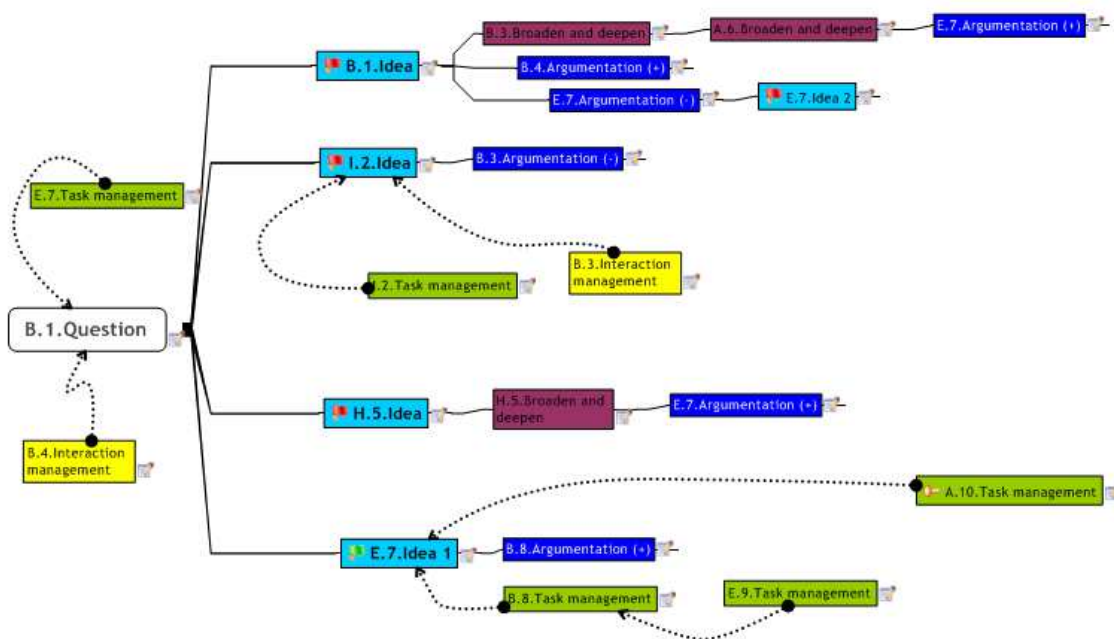 B.3.Broaden and deepen
A.6.Broaden and deepen
E.7.Argumentation (+)
B.1.Idea
B.4.Argumentation (+)
E.7.Argumentation (-)
E.7.Idea 2
I.2.Idea
B.3.Argumentation (-)
E.7.Task management
B.3.Interaction
management
I.2.Task management
B.1.Question
H.5.Idea
H.5.Broaden and
deepen
E.7.Argumentation (+)
B.4.Interaction
management
A.10.Task management
E.7.Idea 1
B.8.Argumentation (+)
B.8.Task management
E.9.Task management